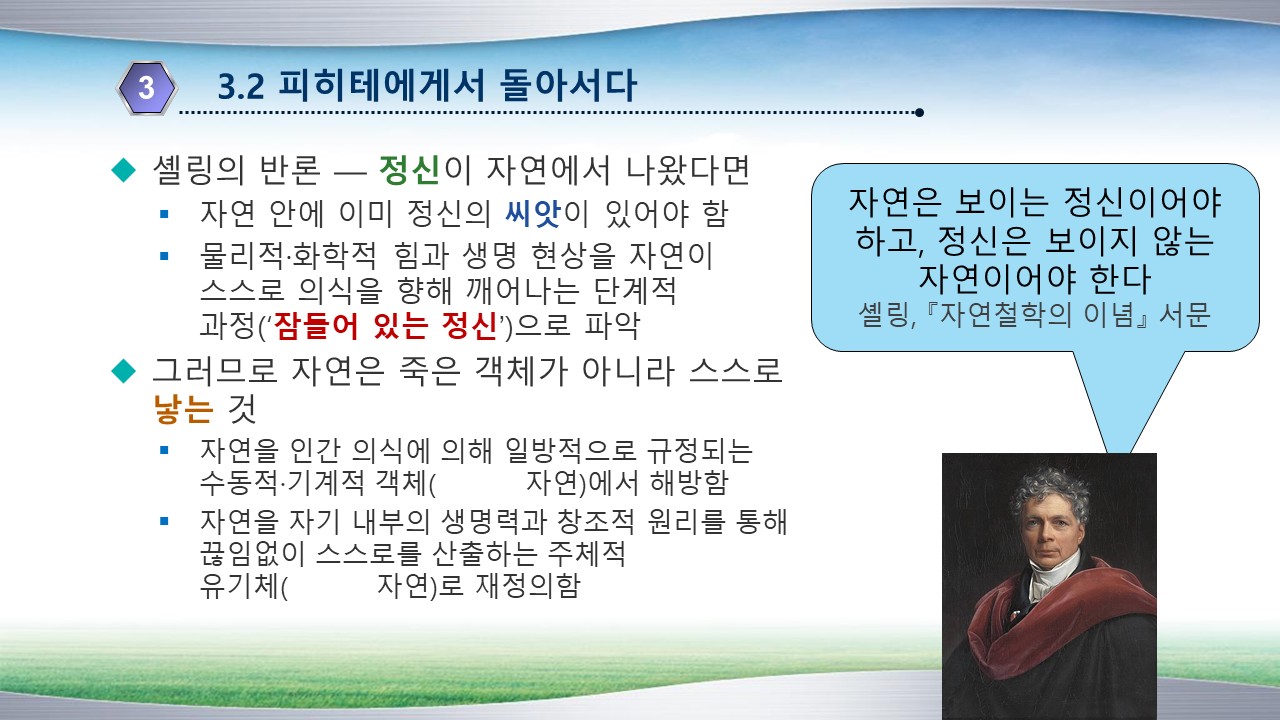 3
3.2 피히테에게서 돌아서다
셸링의 반론 — 정신이 자연에서 나왔다면
자연 안에 이미 정신의 씨앗이 있어야 함
물리적·화학적 힘과 생명 현상을 자연이
스스로 의식을 향해 깨어나는 단계적
과정(‘잠들어 있는 정신’)으로 파악
그러므로 자연은 죽은 객체가 아니라 스스로
낳는 것
자연을 인간 의식에 의해 일방적으로 규정되는
수동적·기계적 객체( 자연)에서 해방함
자연을 자기 내부의 생명력과 창조적 원리를 통해
끊임없이 스스로를 산출하는 주체적
유기체( 자연)로 재정의함
자연은 보이는 정신이어야
하고, 정신은 보이지 않는
자연이어야 한다
셸링, 『자연철학의 이념』 서문